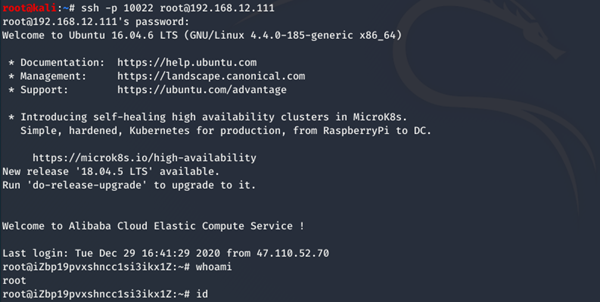 root@kali:~# ssh -p 10022 root@192.168.12.111
root@192.168.12.111's password:
Welcome to Ubuntu 16.04.6 LTS (GNU/Linux 4.4.0-185-generic x86_64)
* Documentation:  https://help.ubuntu.com
* Management:     https://landscape.canonical.com
* Support:        https://ubuntu.com/advantage
* Introducing self-healing high availability clusters in MicroK8s.
Simple, hardened, Kubernetes for production, from RaspberryPi to DC.
https://microk8s.io/high-availability
New release '18.04.5 LTS' available.
Run 'do-release-upgrade' to upgrade to it.
Welcome to Alibaba Cloud Elastic Compute Service !
Last login: Tue Dec 29 16:41:29 2020 from 47.110.52.70
root@iZbp19pvxshncc1si3ikx1Z:~# whoami
root
root@iZbp19pvxshncc1si3ikx1Z:~# id